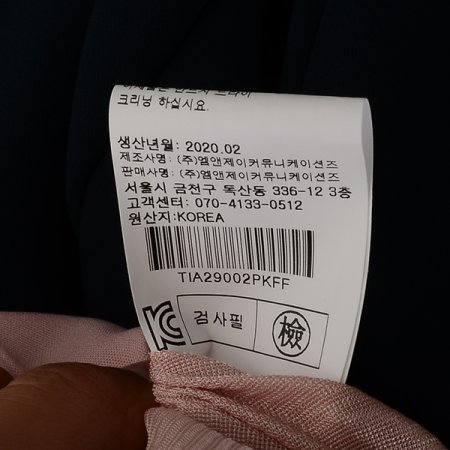 크리닝 하십시요.
생산년월: 2020.02
제조사명: (주)엘앤제이커뮤니케이션즈
판매사명: (주)엘앤제이커뮤니케이션즈
서울시 금천구 독산동 336-12 3층
고객센터: 070-4133-0512
원산지:KOREA
TIA29002PKFF
검사필 檢